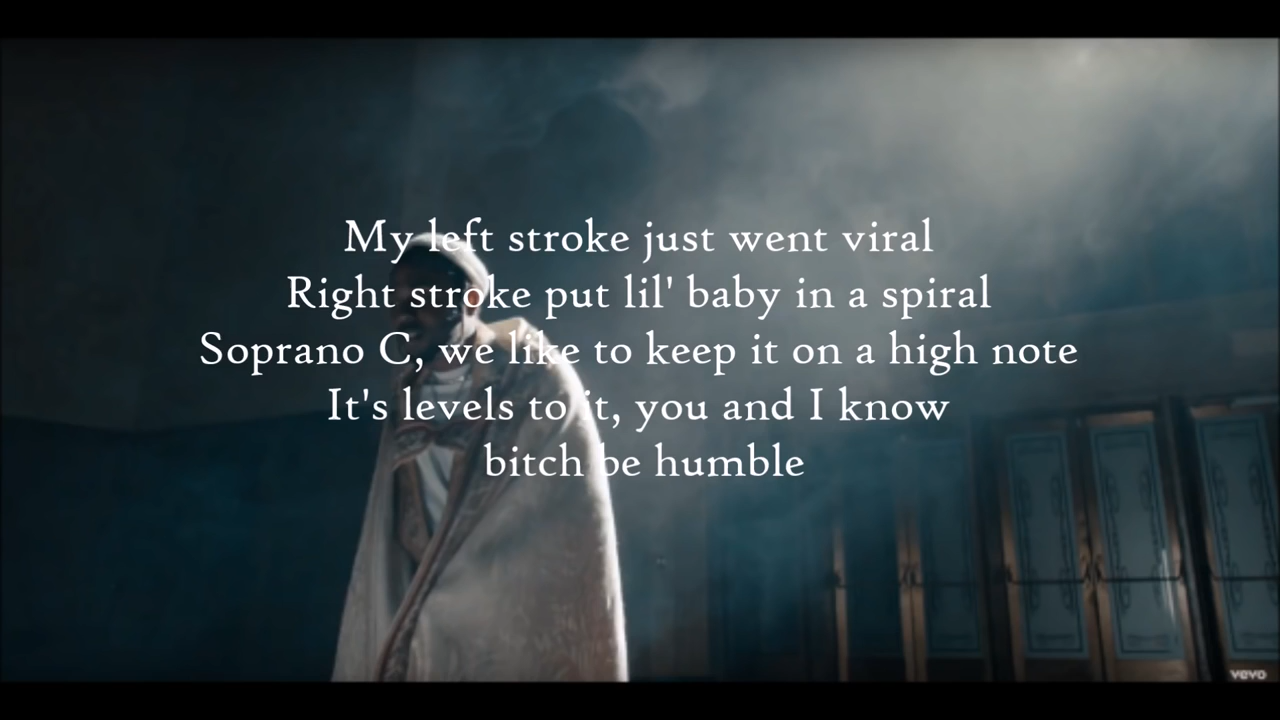 My left stroke just went viral
Right stroke put lil' baby in a spiral
Soprano C, we like to keep it on a high note
It's levels to it, you and I know
bitch be humble
vevo